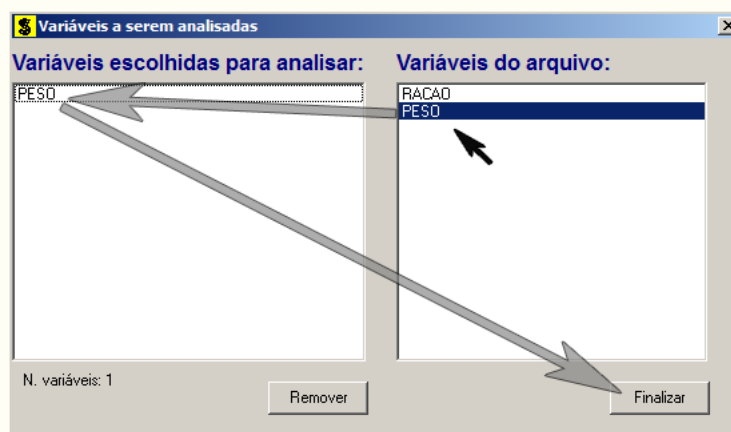 Variáveis a serem analisadas
Variáveis escolhidas para analisar:
Variáveis do arquivo:
PESO
RACAO
PESO
N. variáveis: 1
Remover
Finalizar